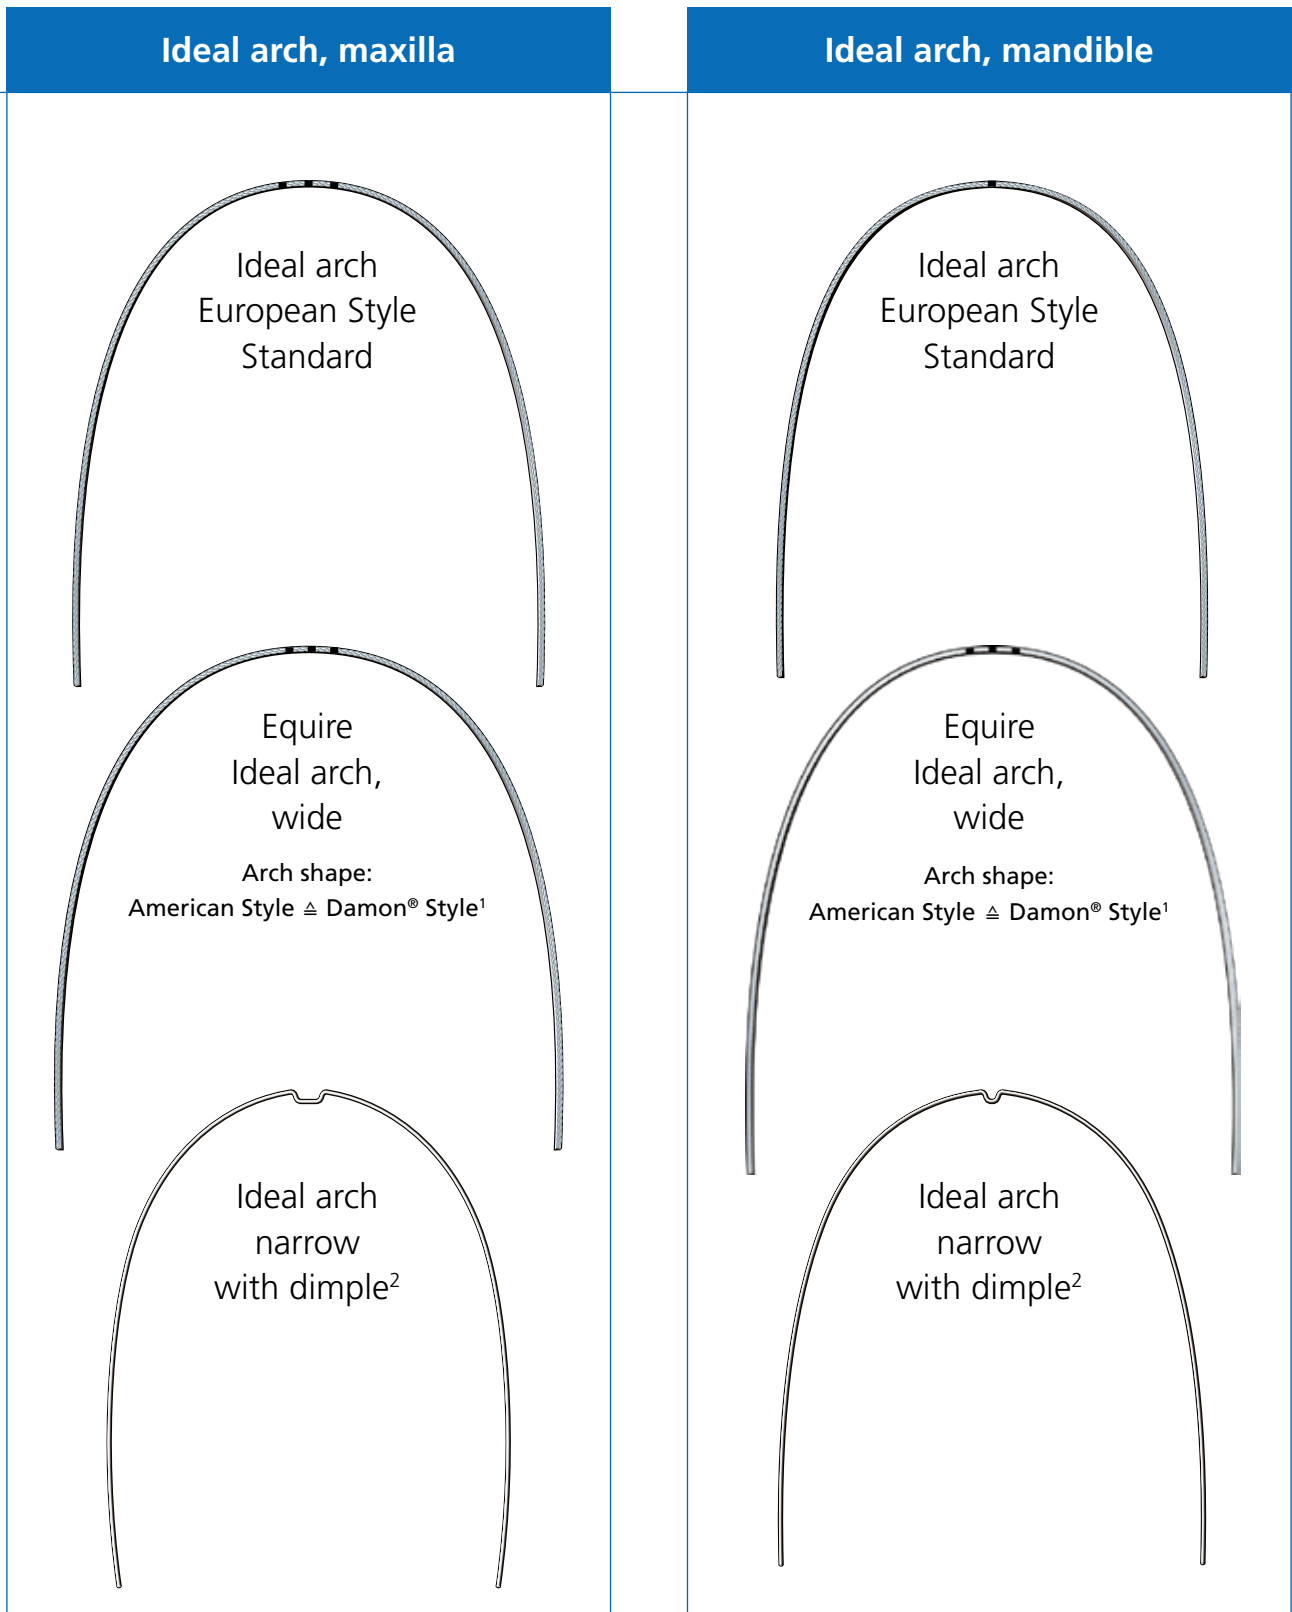 Ideal arch, maxilla
Ideal arch
European Style
Standard
Equire
Ideal arch,
wide
Arch shape:
American Style ≙ Damon® Style¹
Ideal arch
narrow
with dimple²
Ideal arch, mandible
Ideal arch
European Style
Standard
Equire
Ideal arch,
wide
Arch shape:
American Style ≙ Damon® Style¹
Ideal arch
narrow
with dimple²